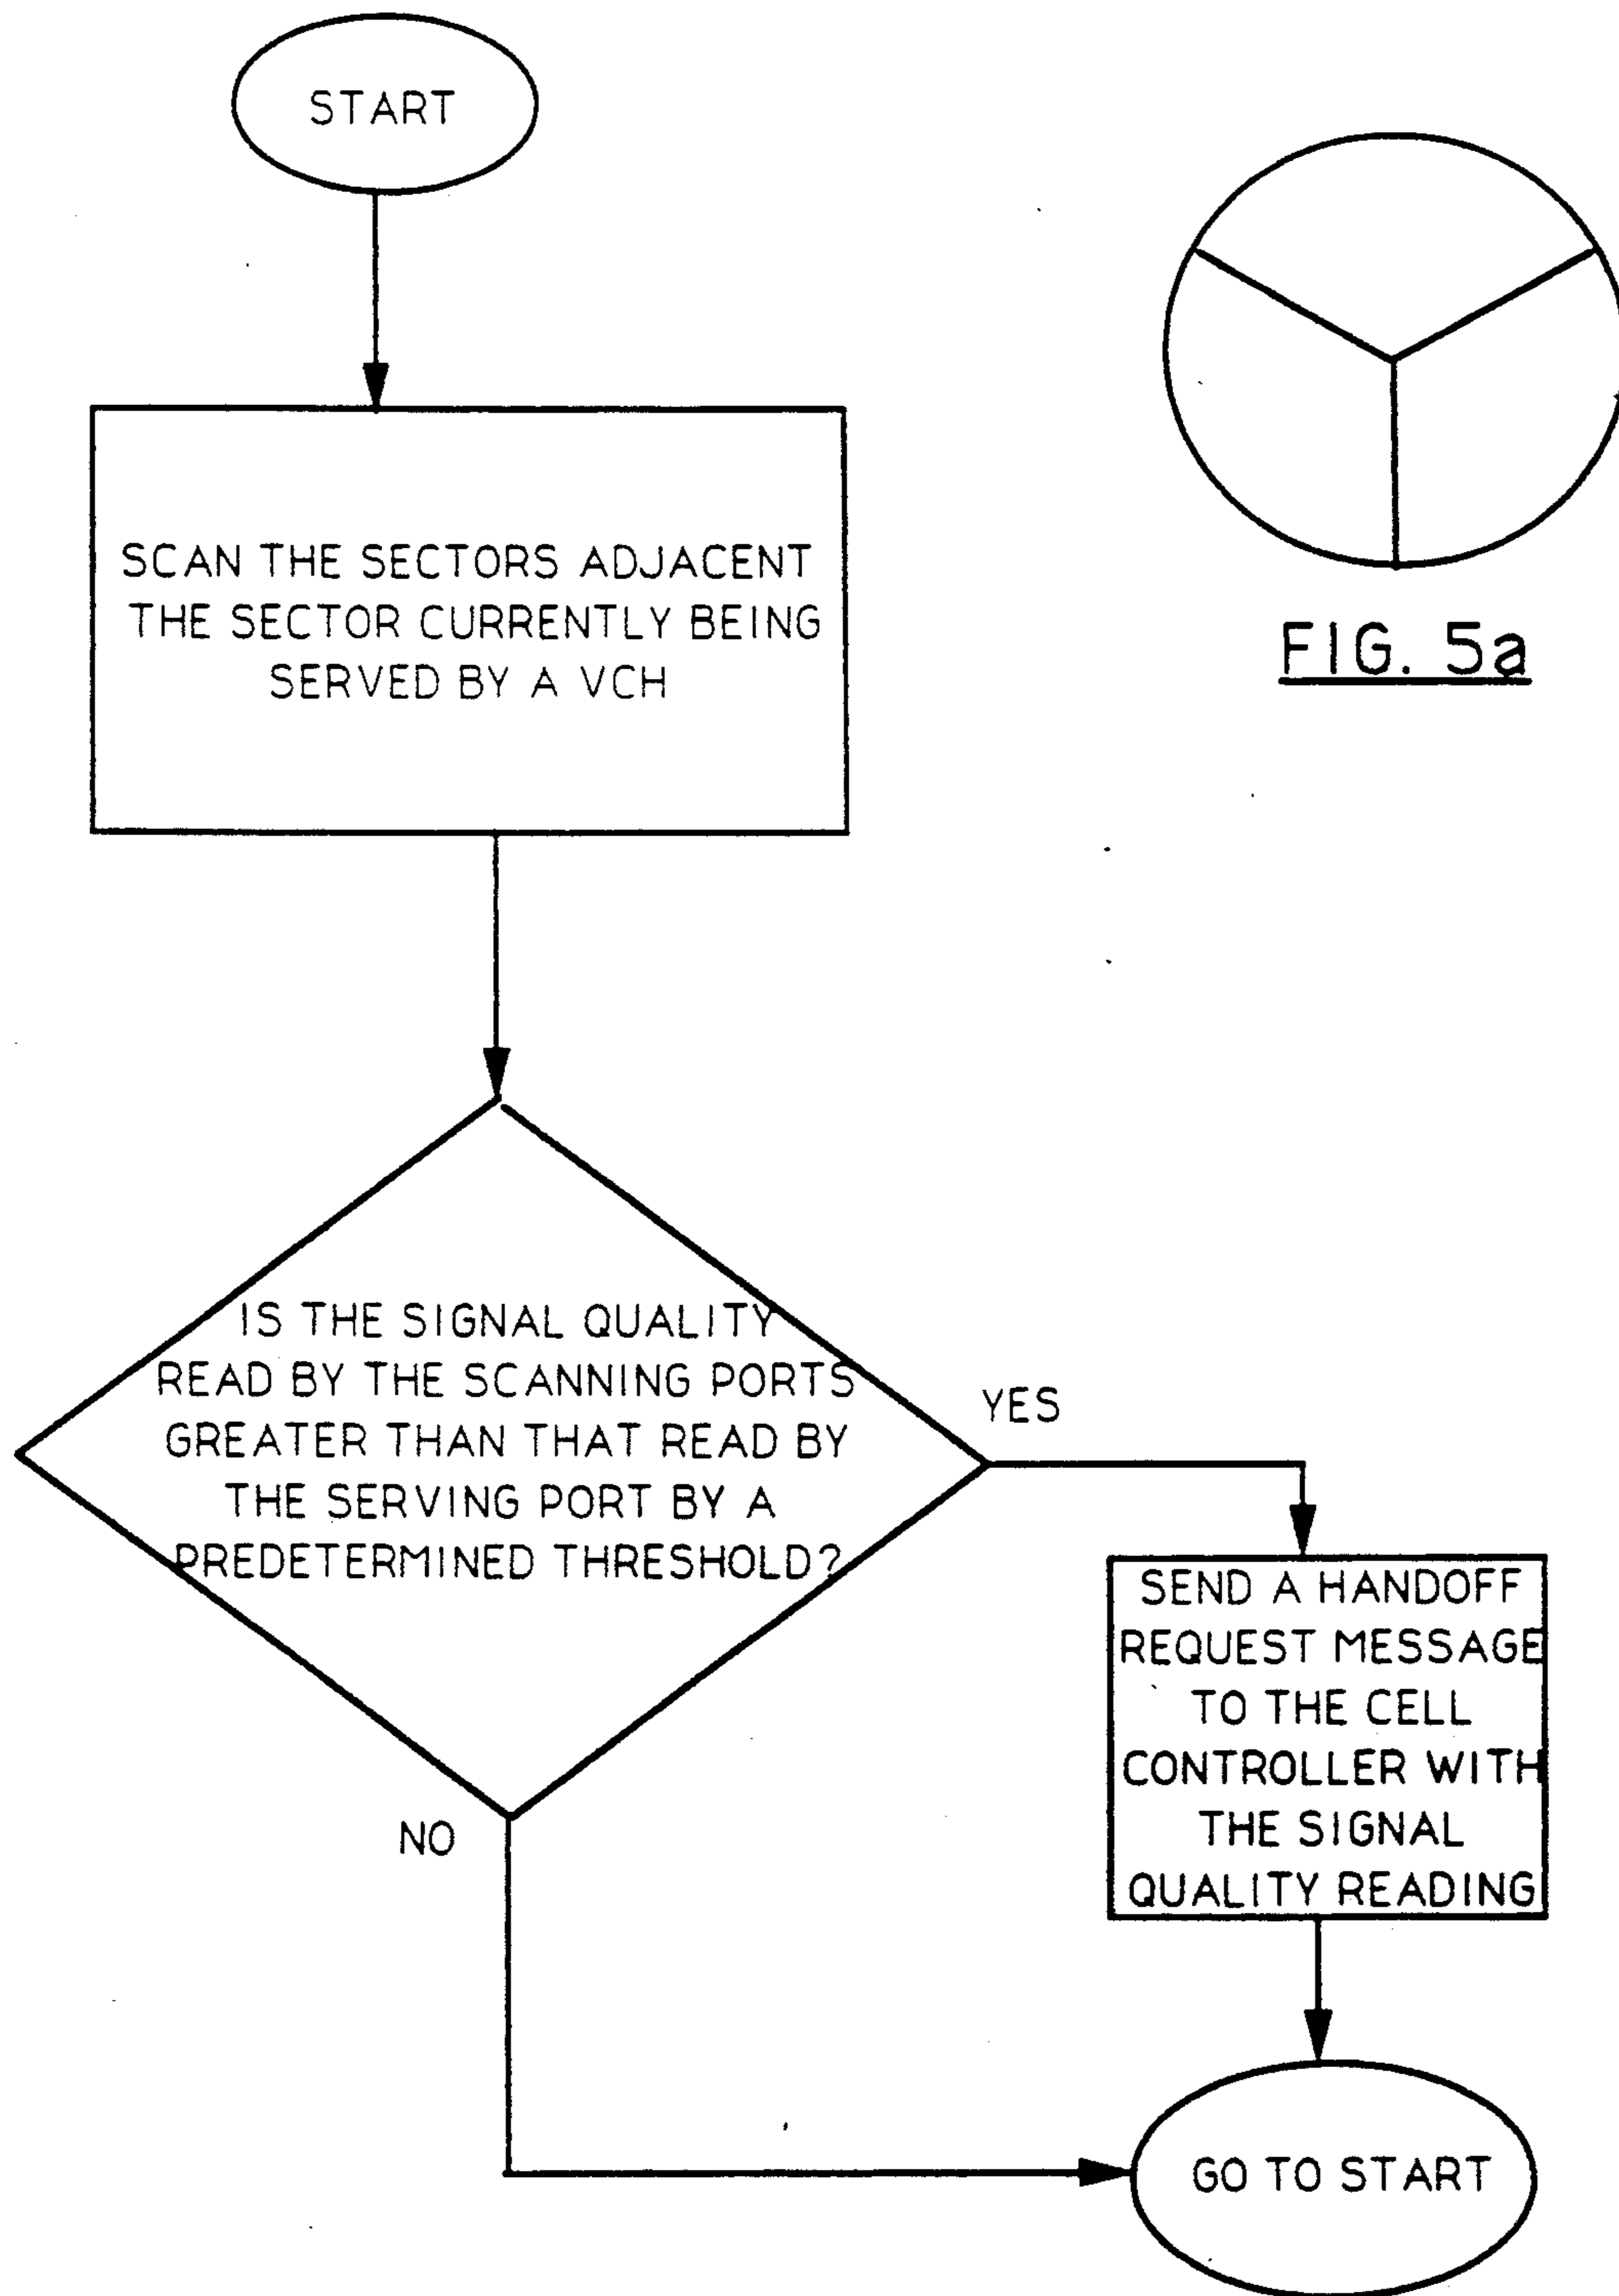 START
SCAN THE SECTORS ADJACENT
THE SECTOR CURRENTLY BEING
SERVED BY A VCH
FIG. 5a
IS THE SIGNAL QUALITY
READ BY THE SCANNING PORTS
GREATER THAN THAT READ BY
THE SERVING PORT BY A
PREDETERMINED THRESHOLD?
YES
NO
SEND A HANDOFF
REQUEST MESSAGE
TO THE CELL
CONTROLLER WITH
THE SIGNAL
QUALITY READING
GO TO START